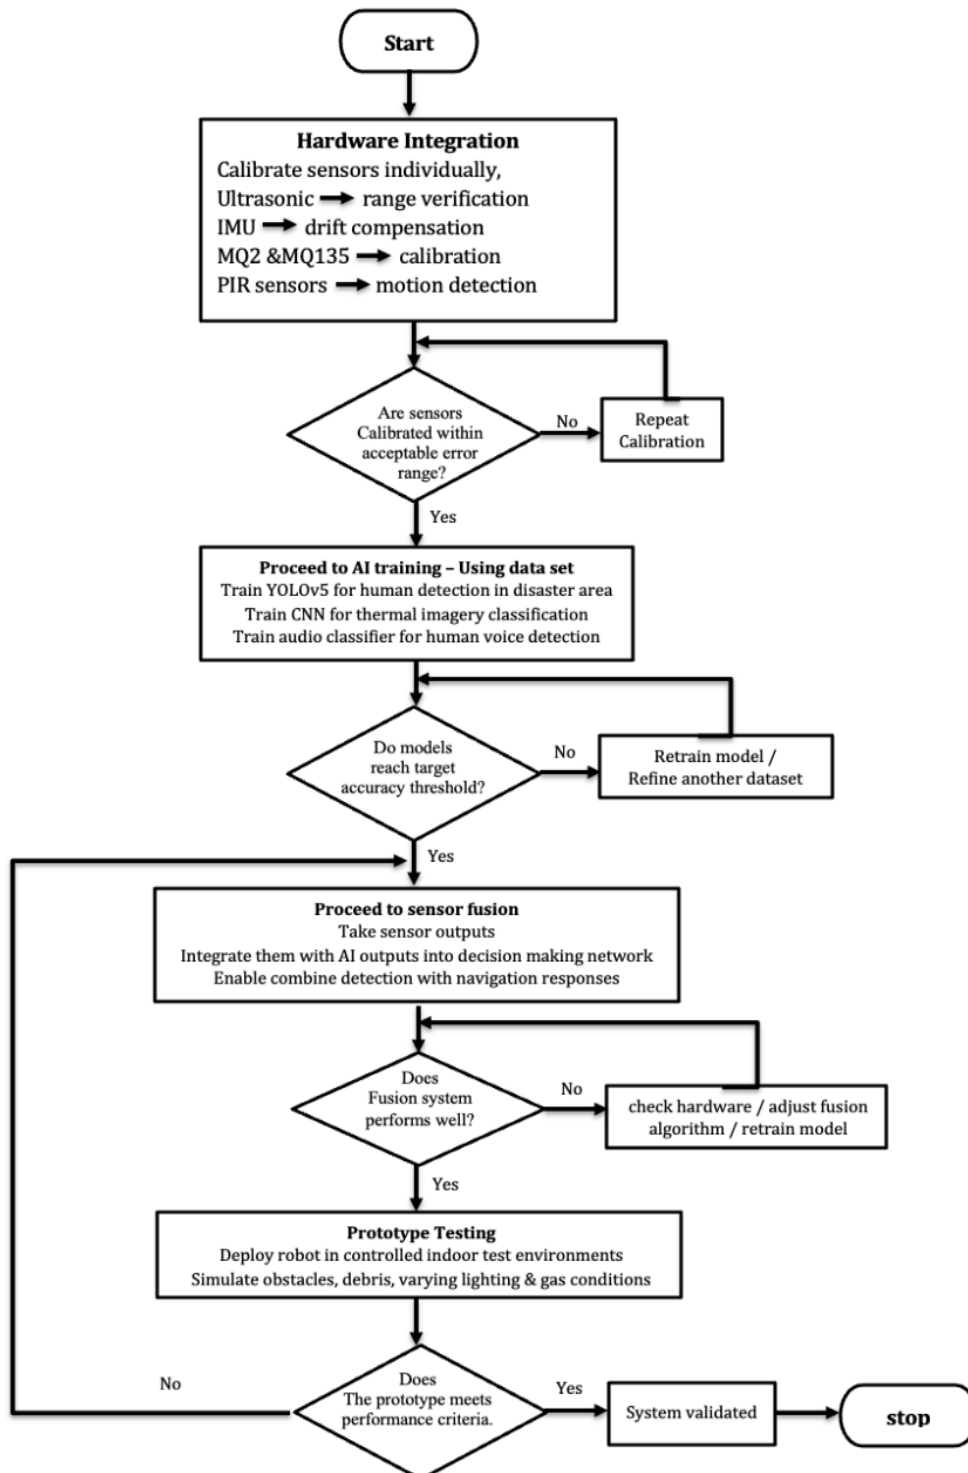 Start
Hardware Integration
Calibrate sensors individually,
Ultrasonic → range verification
IMU → drift compensation
MQ2 &MQ135 → calibration
PIR sensors → motion detection
Are sensors
Calibrated within
acceptable error
range?
No
Repeat
Calibration
Yes
Proceed to AI training – Using data set
Train YOLOv5 for human detection in disaster area
Train CNN for thermal imagery classification
Train audio classifier for human voice detection
Do models
reach target
accuracy threshold?
No
Retrain model /
Refine another dataset
Yes
Proceed to sensor fusion
Take sensor outputs
Integrate them with AI outputs into decision making network
Enable combine detection with navigation responses
Does
Fusion system
performs well?
No
check hardware / adjust fusion
algorithm / retrain model
Yes
Prototype Testing
Deploy robot in controlled indoor test environments
Simulate obstacles, debris, varying lighting & gas conditions
Does
The prototype meets
performance criteria.
No
Yes
System validated
stop